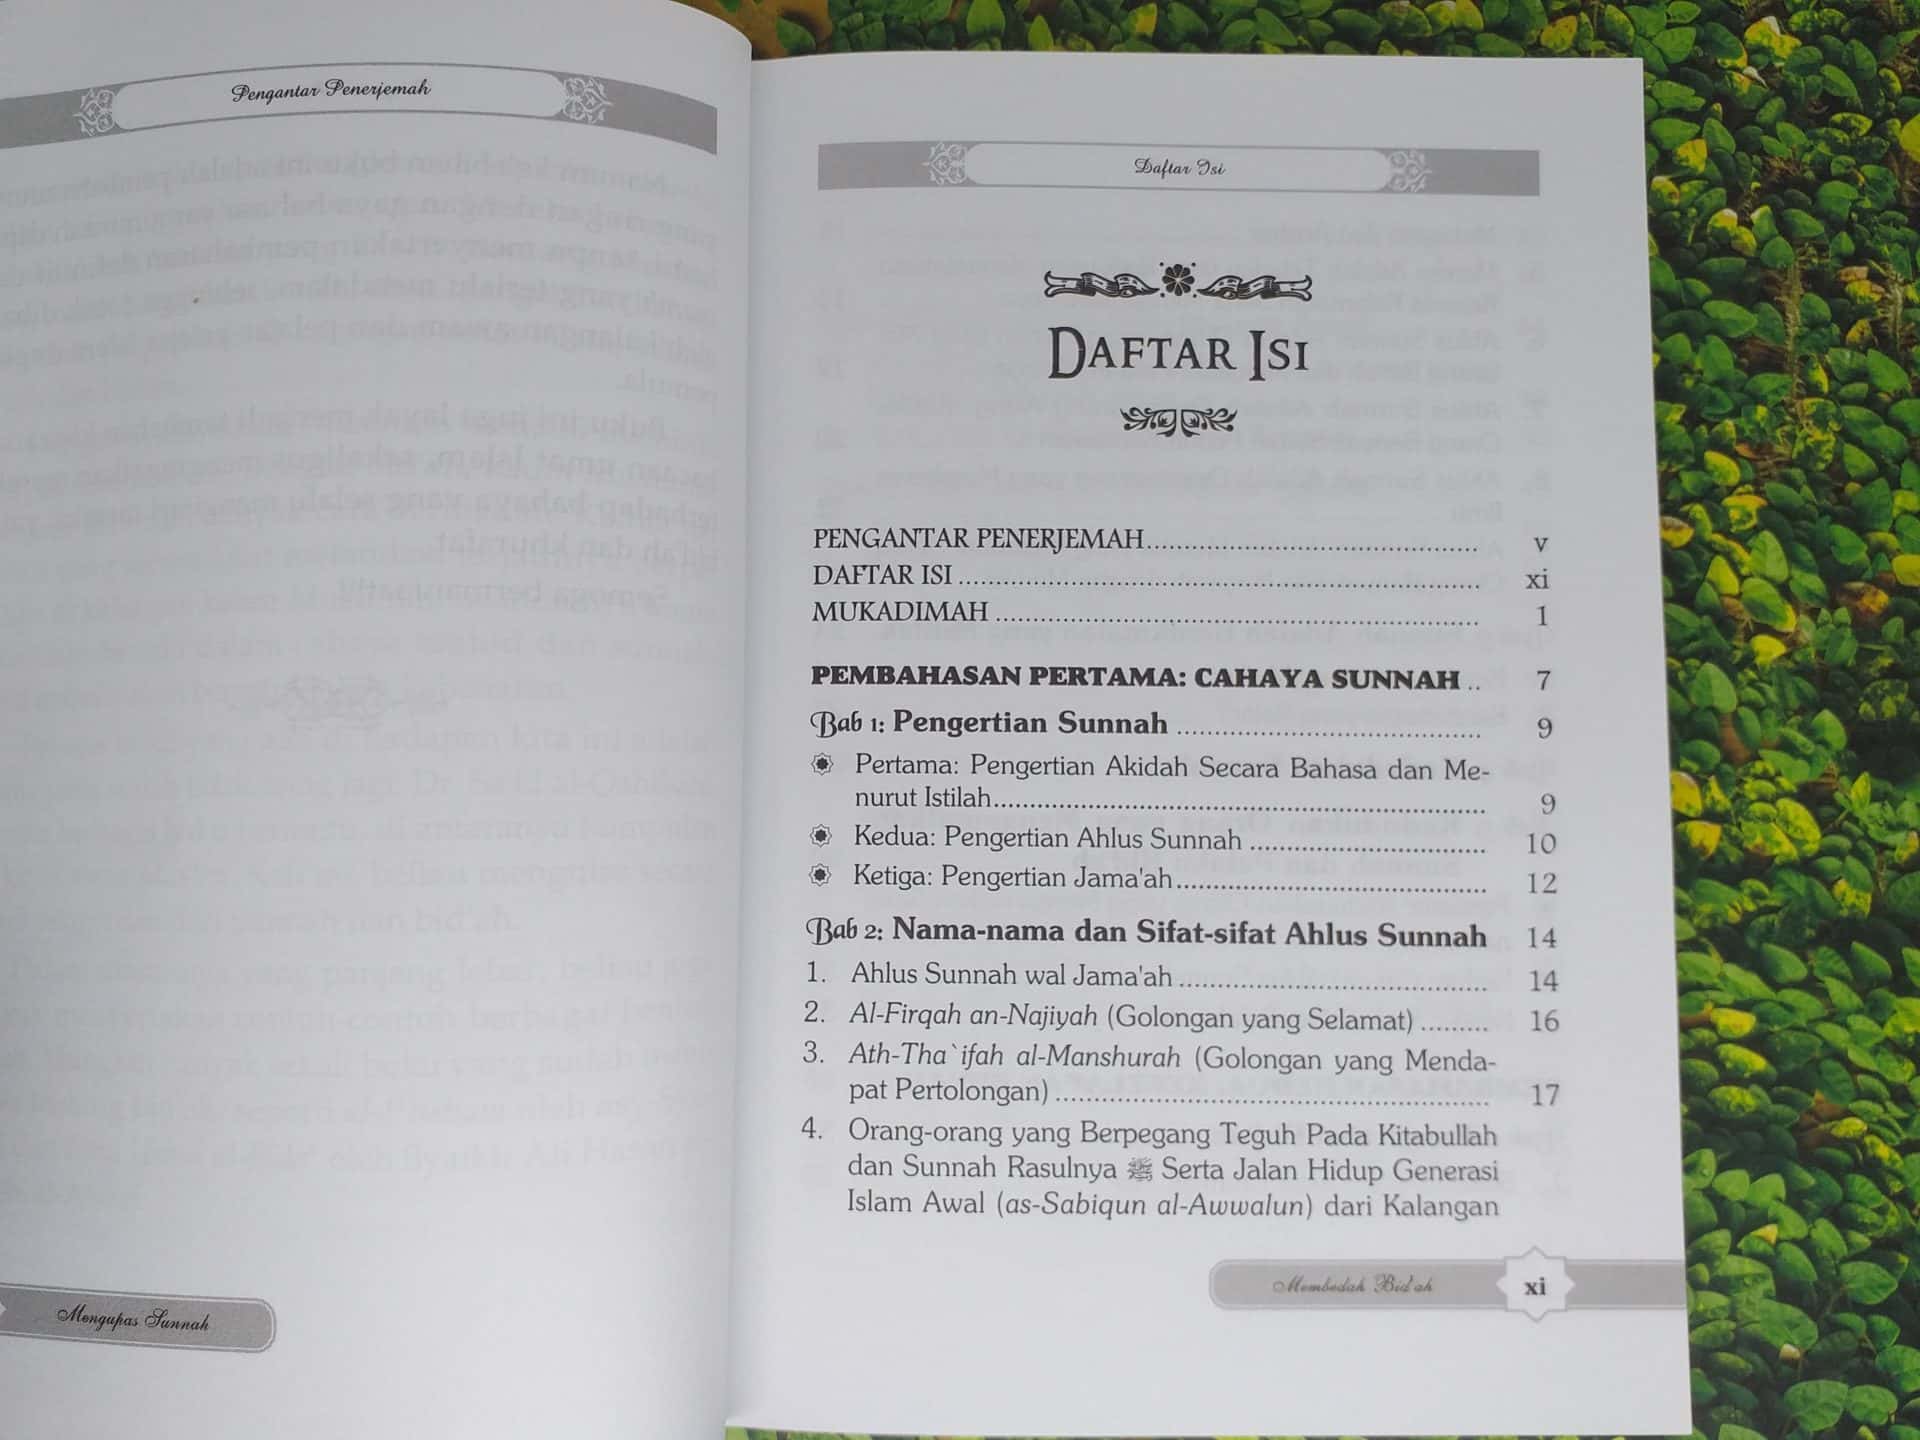 Pengantar Penerjemah
Mengupas Sunnah
Daftar Isi
DAFTAR ISI
PENGANTAR PENERJEMAH.......................................... v
DAFTAR ISI.......................................... xi
MUKADIMAH.......................................... 1
PEMBAHASAN PERTAMA: CAHAYA SUNNAH.. 7
Bab 1: Pengertian Sunnah.......................................... 9
Pertama: Pengertian Akidah Secara Bahasa dan Me-
nurut Istilah.......................................... 9
Kedua: Pengertian Ahlus Sunnah.......................................... 10
Ketiga: Pengertian Jama'ah.......................................... 12
Bab 2: Nama-nama dan Sifat-sifat Ahlus Sunnah 14
1. Ahlus Sunnah wal Jama'ah.......................................... 14
2. Al-Firqah an-Najiyah (Golongan yang Selamat)......... 16
3. Ath-Tha`ifah al-Manshurah (Golongan yang Menda-
pat Pertolongan).......................................... 17
4. Orang-orang yang Berpegang Teguh Pada Kitabullah
dan Sunnah Rasulnya ﷺ Serta Jalan Hidup Generasi
Islam Awal (as-Sabiqun al-Awwalun) dari Kalangan
Membedah Bid'ah xi